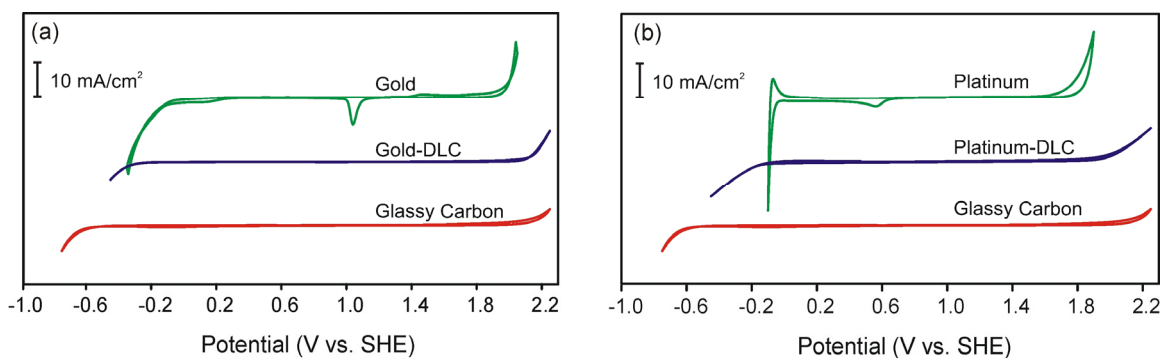 (a)
10 mA/cm²
Gold
Gold-DLC
Glassy Carbon
-1.0 -0.6 -0.2 0.2 0.6 1.0 1.4 1.8 2.2
Potential (V vs. SHE)
(b)
10 mA/cm²
Platinum
Platinum-DLC
Glassy Carbon
-1.0 -0.6 -0.2 0.2 0.6 1.0 1.4 1.8 2.2
Potential (V vs. SHE)